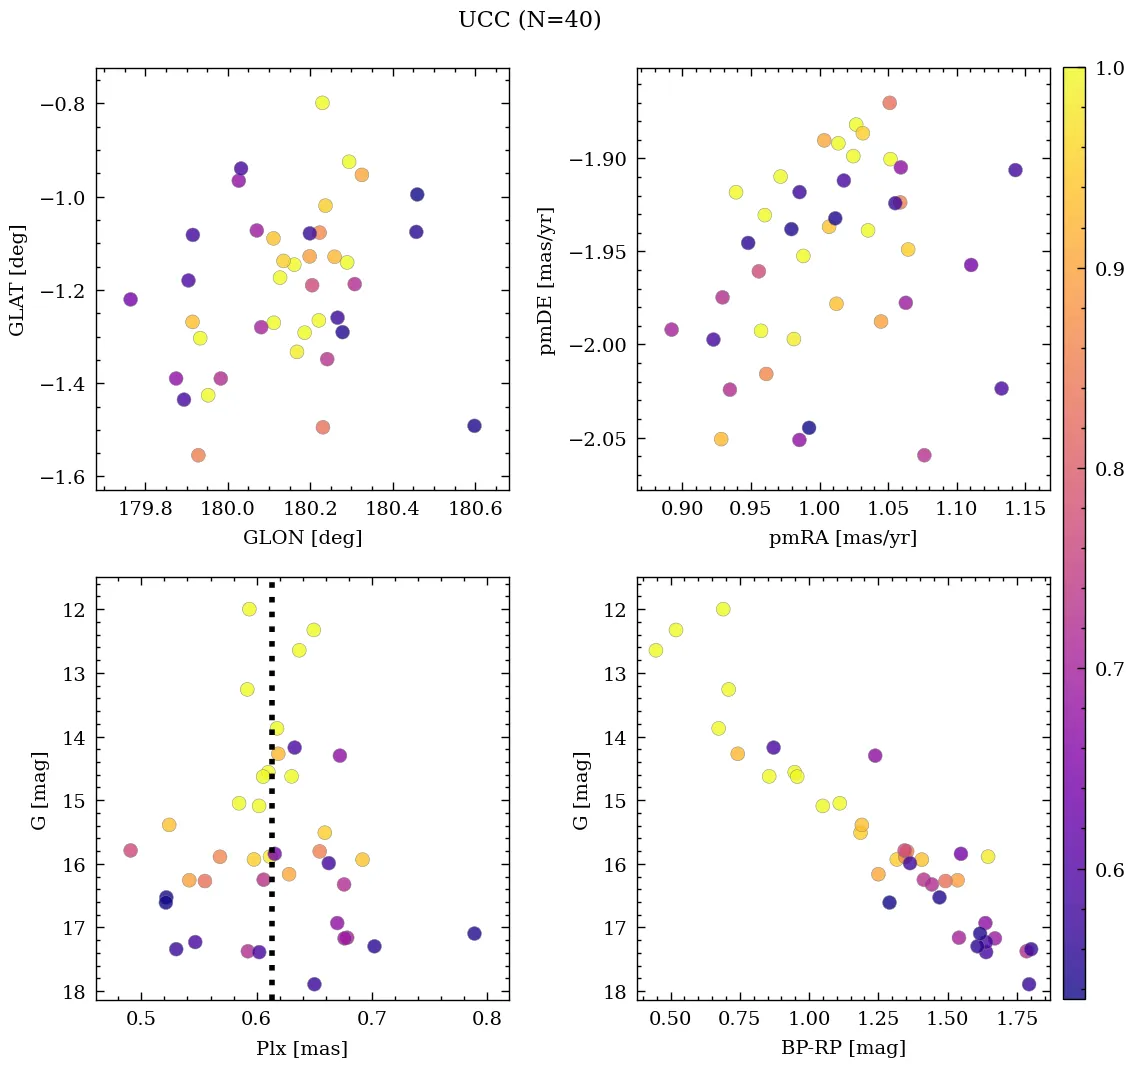 UCC (N=40)
−0.8
−1.0
−1.2
−1.4
−1.6
GLAT [deg]
179.8 180.0 180.2 180.4 180.6
GLON [deg]
−1.90
−1.95
−2.00
−2.05
pmDE [mas/yr]
0.90 0.95 1.00 1.05 1.10 1.15
pmRA [mas/yr]
12
13
14
15
16
17
18
G [mag]
0.5 0.6 0.7 0.8
Plx [mas]
12
13
14
15
16
17
18
G [mag]
0.50 0.75 1.00 1.25 1.50 1.75
BP-RP [mag]
1.0
0.9
0.8
0.7
0.6